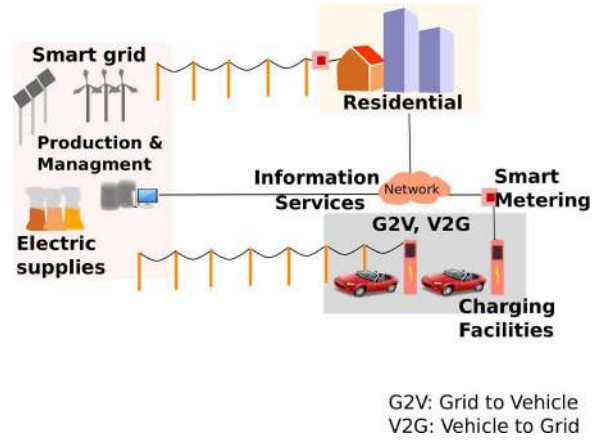 Smart grid
Residential
Production &
Managment
Information
Services
Network
Smart
Metering
G2V, V2G
Electric
supplies
Charging
Facilities
G2V: Grid to Vehicle
V2G: Vehicle to Grid